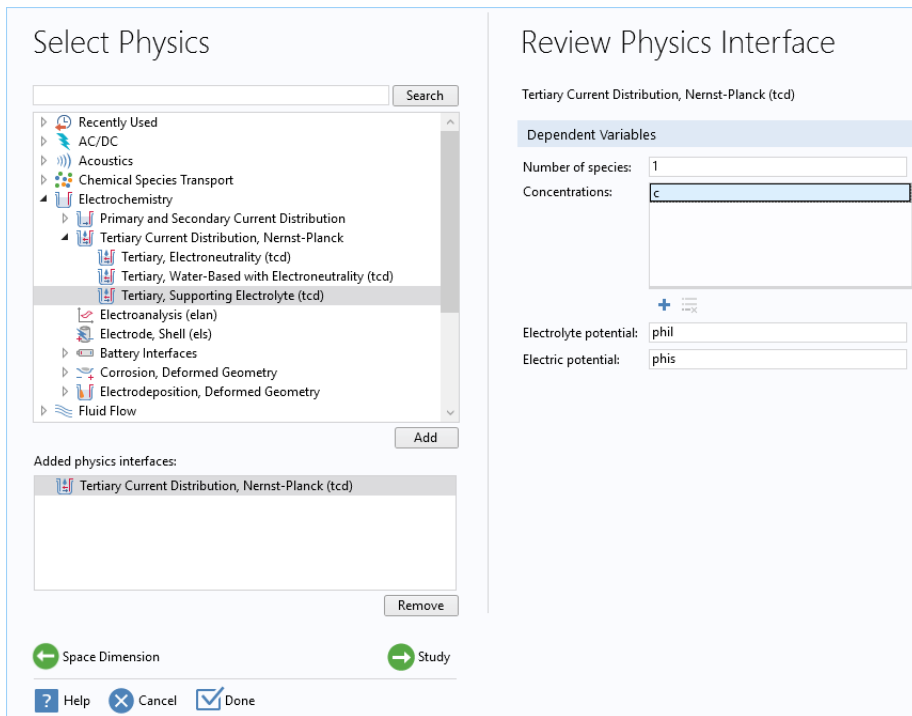 Select Physics
Search
Recently Used
AC/DC
Acoustics
Chemical Species Transport
Electrochemistry
Primary and Secondary Current Distribution
Tertiary Current Distribution, Nernst-Planck
Tertiary, Electroneutrality (tcd)
Tertiary, Water-Based with Electroneutrality (tcd)
Tertiary, Supporting Electrolyte (tcd)
Electroanalysis (elan)
Electrode, Shell (els)
Battery Interfaces
Corrosion, Deformed Geometry
Electrodeposition, Deformed Geometry
Fluid Flow
Add
Added physics interfaces:
Tertiary Current Distribution, Nernst-Planck (tcd)
Remove
Space Dimension
Study
? Help
Cancel
Done
Review Physics Interface
Tertiary Current Distribution, Nernst-Planck (tcd)
Dependent Variables
Number of species: 1
Concentrations: c
Electrolyte potential: phil
Electric potential: phis